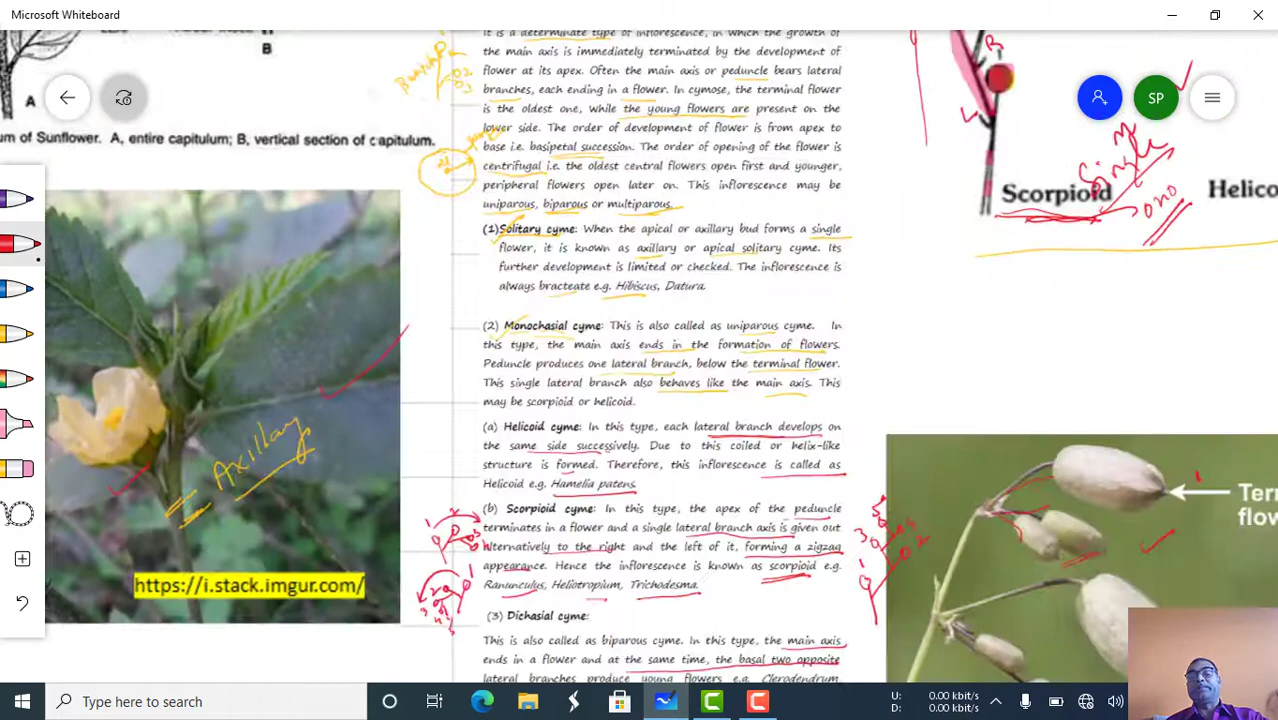 Microsoft Whiteboard
B
A
um of Sunflower. A, entire capitulum; B, vertical section of capitulum.
SP
It is a determinate type of inflorescence, in which the growth of
the main axis is immediately terminated by the development of
flower at its apex. Often the main axis or peduncle bears lateral
branches, each ending in a flower. In cymose, the terminal flower
is the oldest one, while the young flowers are present on the
lower side. The order of development of flower is from apex to
base i.e. basipetal succession. The order of opening of the flower is
centrifugal i.e. the oldest central flowers open first and younger,
peripheral flowers open later on. This inflorescence may be
uniparous, biparous or multiparous.
(1) Solitary cyme: When the apical or axillary bud forms a single
flower, it is known as axillary or apical solitary cyme. Its
further development is limited or checked. The inflorescence is
always bracteate e.g. Hibiscus, Datura.
(2) Monochasial cyme: This is also called as uniparous cyme. In
this type, the main axis ends in the formation of flowers.
Peduncle produces one lateral branch, below the terminal flower.
This single lateral branch also behaves like the main axis. This
may be scorpioid or helicoid.
(a) Helicoid cyme: In this type, each lateral branch develops on
the same side successively. Due to this coiled or helix-like
structure is formed. Therefore, this inflorescence is called as
Helicoid e.g. Hamelia patens.
(b) Scorpioid cyme: In this type, the apex of the peduncle
terminates in a flower and a single lateral branch axis is given out
alternatively to the right and the left of it, forming a zigzag
appearance. Hence the inflorescence is known as scorpioid e.g.
Ranunculus, Heliotropium, Trichodesma.
(3) Dichasial cyme:
This is also called as biparous cyme. In this type, the main axis
ends in a flower and at the same time, the basal two opposite
lateral branches produce young flowers e.g. Clerodendrum,
Axillary
https://i.stack.imgur.com/
R
L
Scorpioid
Single
ono
Helico
Term
flow
Type here to search
U: 0.00 kbit/s
D: 0.00 kbit/s